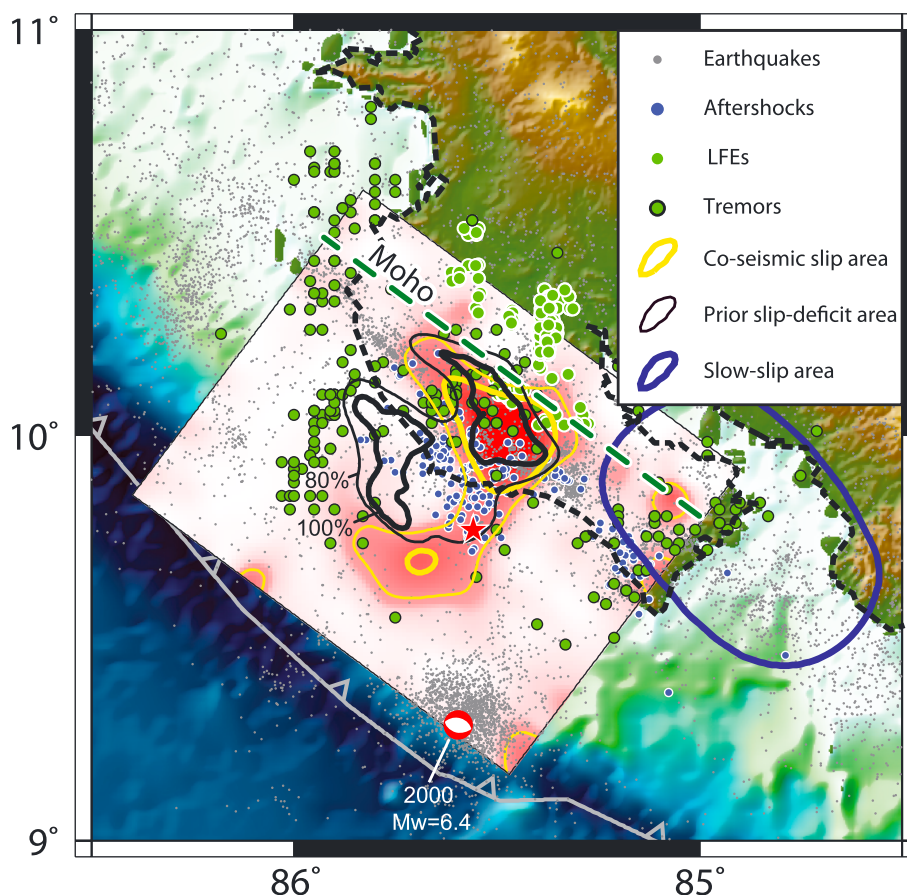 11°
Earthquakes
Aftershocks
LFEs
Tremors
Co-seismic slip area
Prior slip-deficit area
Slow-slip area
Moho
10°
80%
100%
2000
Mw=6.4
9°
86°
85°